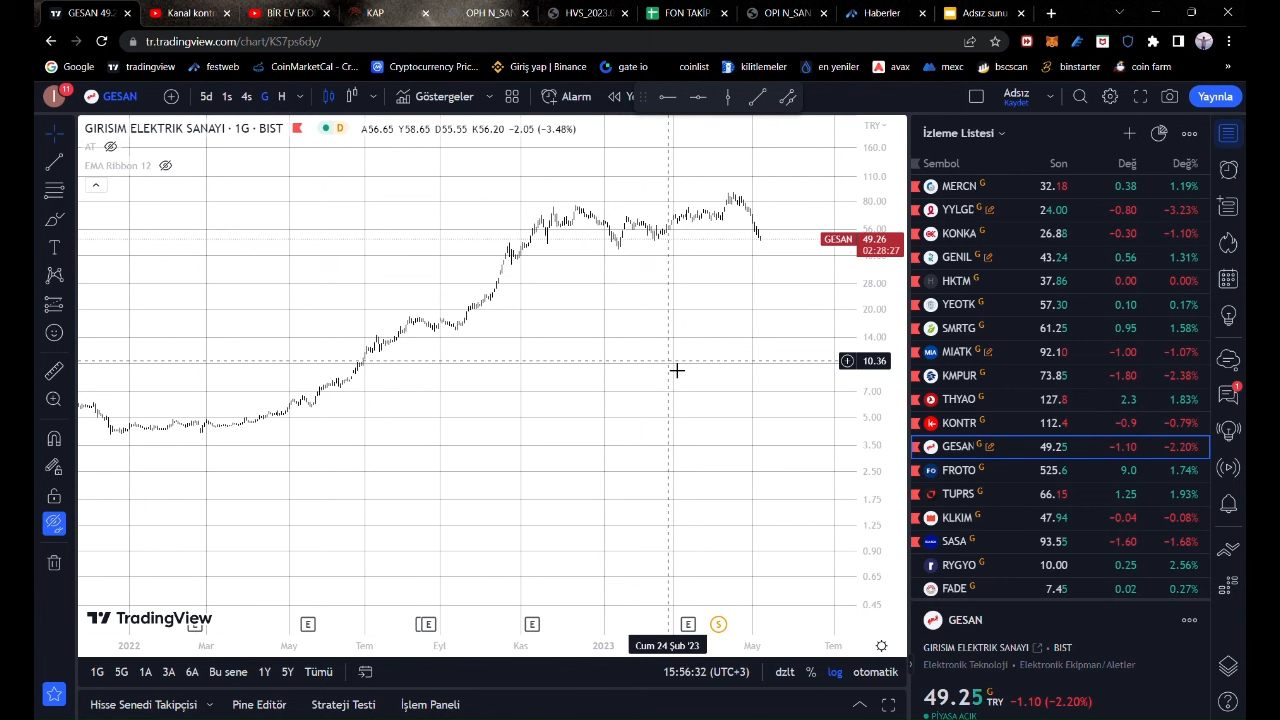 GESAN 49.2
Kanal kontr
BİR EV EKO
KAP
OPH N_SAN
HVS_2023.0
FON TAKİP
OPI N_SAN
Haberler
Adsız sunu
tr.tradingview.com/chart/KS7ps6dy/
Google tradingview festweb CoinMarketCal - Cr... Cryptocurrency Pric... Giriş yap | Binance gate io coinlist kilitlemeler en yeniler avax mexc bscscan binstarter coin farm »
I 11 GESAN 5d 1s 4s G H Göstergeler Alarm Adsız Kaydet Yayınla
GIRISIM ELEKTRIK SANAYI · 1G · BIST D A56.65 Y58.65 D55.55 K58.20 −2.05 (−3.48%)
AT
EMA Ribbon 12
TRY
160.0
110.0
80.00
56.00
GESAN 49.26
02:28:27
28.00
20.00
14.00
10.36
7.00
5.00
3.50
2.50
1.75
1.25
0.90
0.65
0.45
TradingView
E E E E E S
2022 Mar May Tem Eyl Kas 2023 Cum 24 Şub '23 May Tem
1G 5G 1A 3A 6A Bu sene 1Y 5Y Tümü 15:56:32 (UTC+3) dzlt % log otomatik
Hisse Senedi Takipçisi Pine Editör Strateji Testi İşlem Paneli
İzleme Listesi
Sembol Son Değ Değ%
MERCN G 32.18 0.38 1.19%
YYLGD G 24.00 −0.80 −3.23%
KONKA G 26.88 −0.30 −1.10%
GENIL G 43.24 0.56 1.31%
H HKTM G 37.86 0.00 0.00%
YEOTK G 57.30 0.10 0.17%
SMRTG G 61.25 0.95 1.58%
MIA MIATK G 92.10 −1.00 −1.07%
KMPUR G 73.85 −1.80 −2.38%
THYAO G 127.8 2.3 1.83%
KONTR G 112.4 −0.9 −0.79%
GESAN G 49.25 −1.10 −2.20%
FO FROTO G 525.6 9.0 1.74%
TUPRS G 66.15 1.25 1.93%
KLKIM G 47.94 −0.04 −0.08%
SASA G 93.55 −1.60 −1.68%
RYGYO G 10.00 0.25 2.56%
FADE G 7.45 0.02 0.27%
1
GESAN
GIRISIM ELEKTRIK SANAYI · BIST
Elektronik Teknoloji · Elektronik Ekipman/Aletler
49.25 G TRY −1.10 (−2.20%)
PİYASA AÇIK